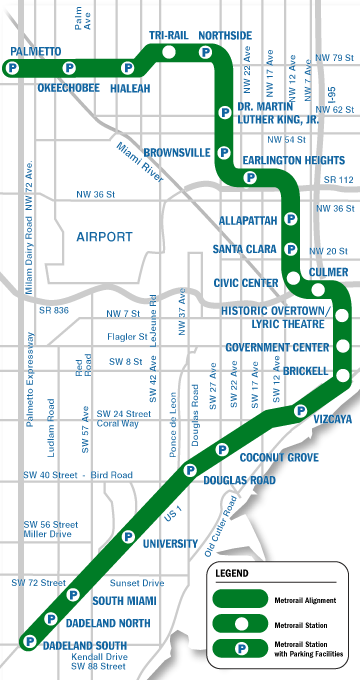 Palm
Ave
TRI-RAIL
NORTHSIDE
PALMETTO
OKEECHOBEE
HIALEAH
NW 79 St
NW 22 Ave
NW 17 Ave
NW 12 Ave
NW 7 Ave
I-95
DR. MARTIN
LUTHER KING, JR.
NW 62 St
NW 54 St
Miami River
BROWNSVILLE
EARLINGTON HEIGHTS
SR 112
NW 36 St
NW 36 St
Milam Dairy Road NW 72 Ave.
ALLAPATTAH
AIRPORT
SANTA CLARA
NW 20 St
CULMER
CIVIC CENTER
SR 836
NW 7 St
LeJeune Rd
NW 37 Ave
HISTORIC OVERTOWN/
LYRIC THEATRE
Flagler St
GOVERNMENT CENTER
SW 8 St
BRICKELL
Palmetto Expressway
Red
Road
SW 42 Ave
Ludlam Road
SW 57 Ave
SW 24 Street
Coral Way
Ponce de Leon
Douglas Road
SW 27 Ave
SW 22 Ave
SW 17 Ave
SW 12 Ave
VIZCAYA
COCONUT GROVE
SW 40 Street - Bird Road
DOUGLAS ROAD
US 1
Old Cutler Road
SW 56 Street
Miller Drive
UNIVERSITY
SW 72 Street
Sunset Drive
SOUTH MIAMI
DADELAND NORTH
DADELAND SOUTH
Kendall Drive
SW 88 Street
LEGEND
Metrorail Alignment
Metrorail Station
P
Metrorail Station
with Parking Facilities